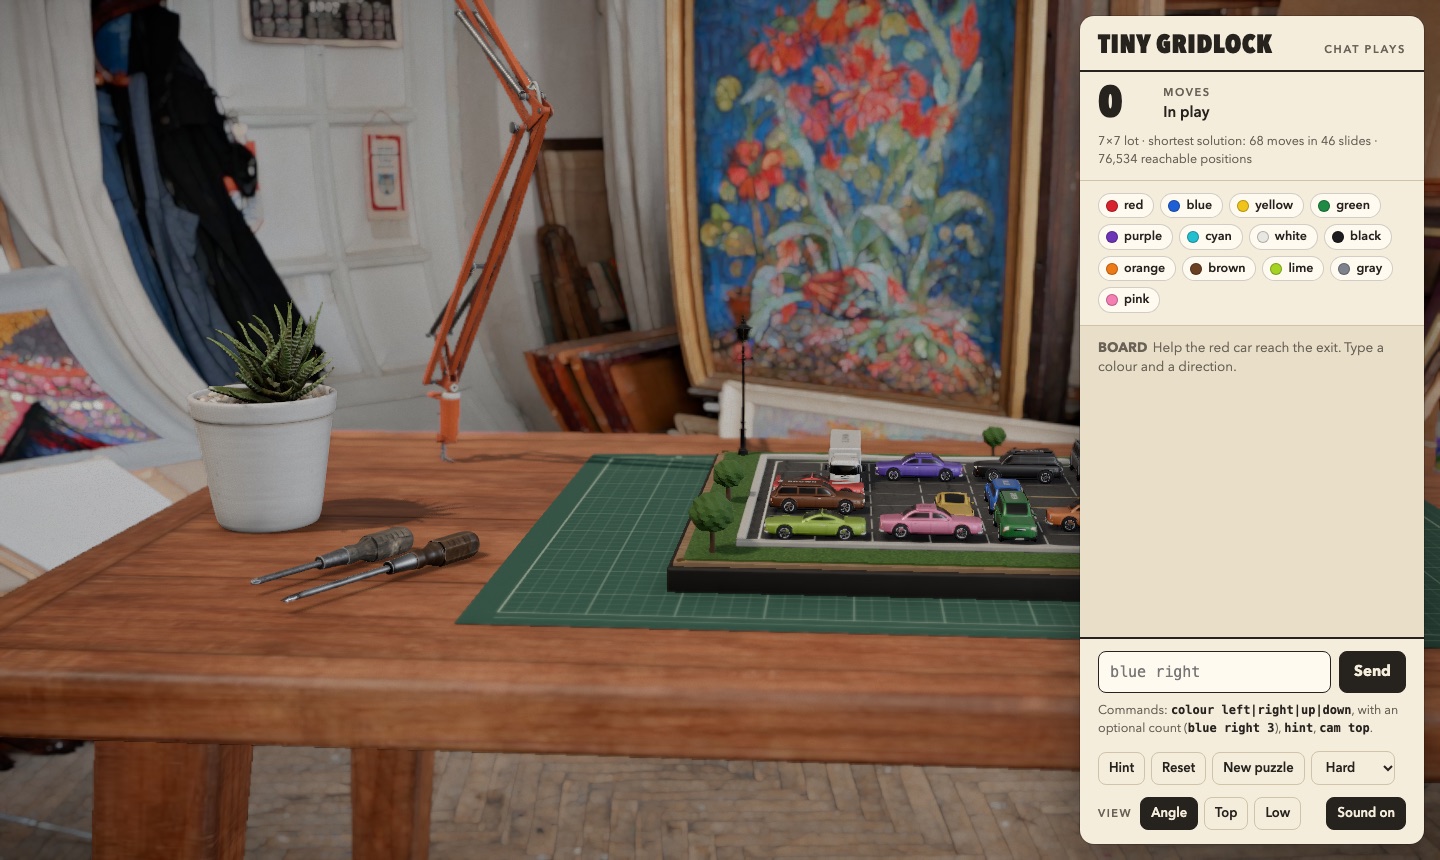 TINY GRIDLOCK
CHAT PLAYS
0
MOVES
In play
7×7 lot · shortest solution: 68 moves in 46 slides ·
76,534 reachable positions
red
blue
yellow
green
purple
cyan
white
black
orange
brown
lime
gray
pink
BOARD Help the red car reach the exit. Type a
colour and a direction.
blue right
Send
Commands: colour left|right|up|down, with an
optional count (blue right 3), hint, cam top.
Hint
Reset
New puzzle
Hard
VIEW
Angle
Top
Low
Sound on